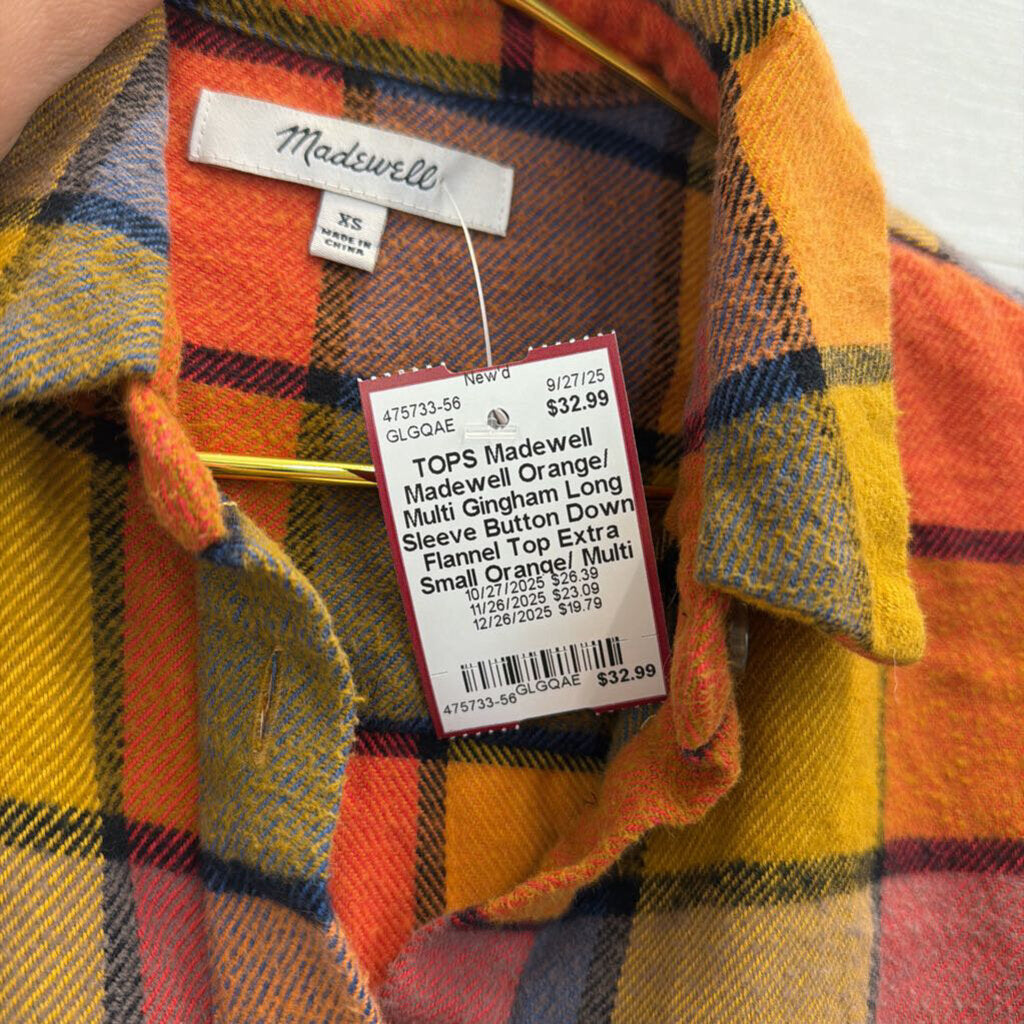 Madewell
XS
MADE IN
CHINA
New'd
475733-56
9/27/25
GLGQAE
$32.99
TOPS Madewell
Madewell Orange/
Multi Gingham Long
Sleeve Button Down
Flannel Top Extra
Small Orange/ Multi
10/27/2025 $26.39
11/26/2025 $23.09
12/26/2025 $19.79
475733-56
GLGQAE
$32.99